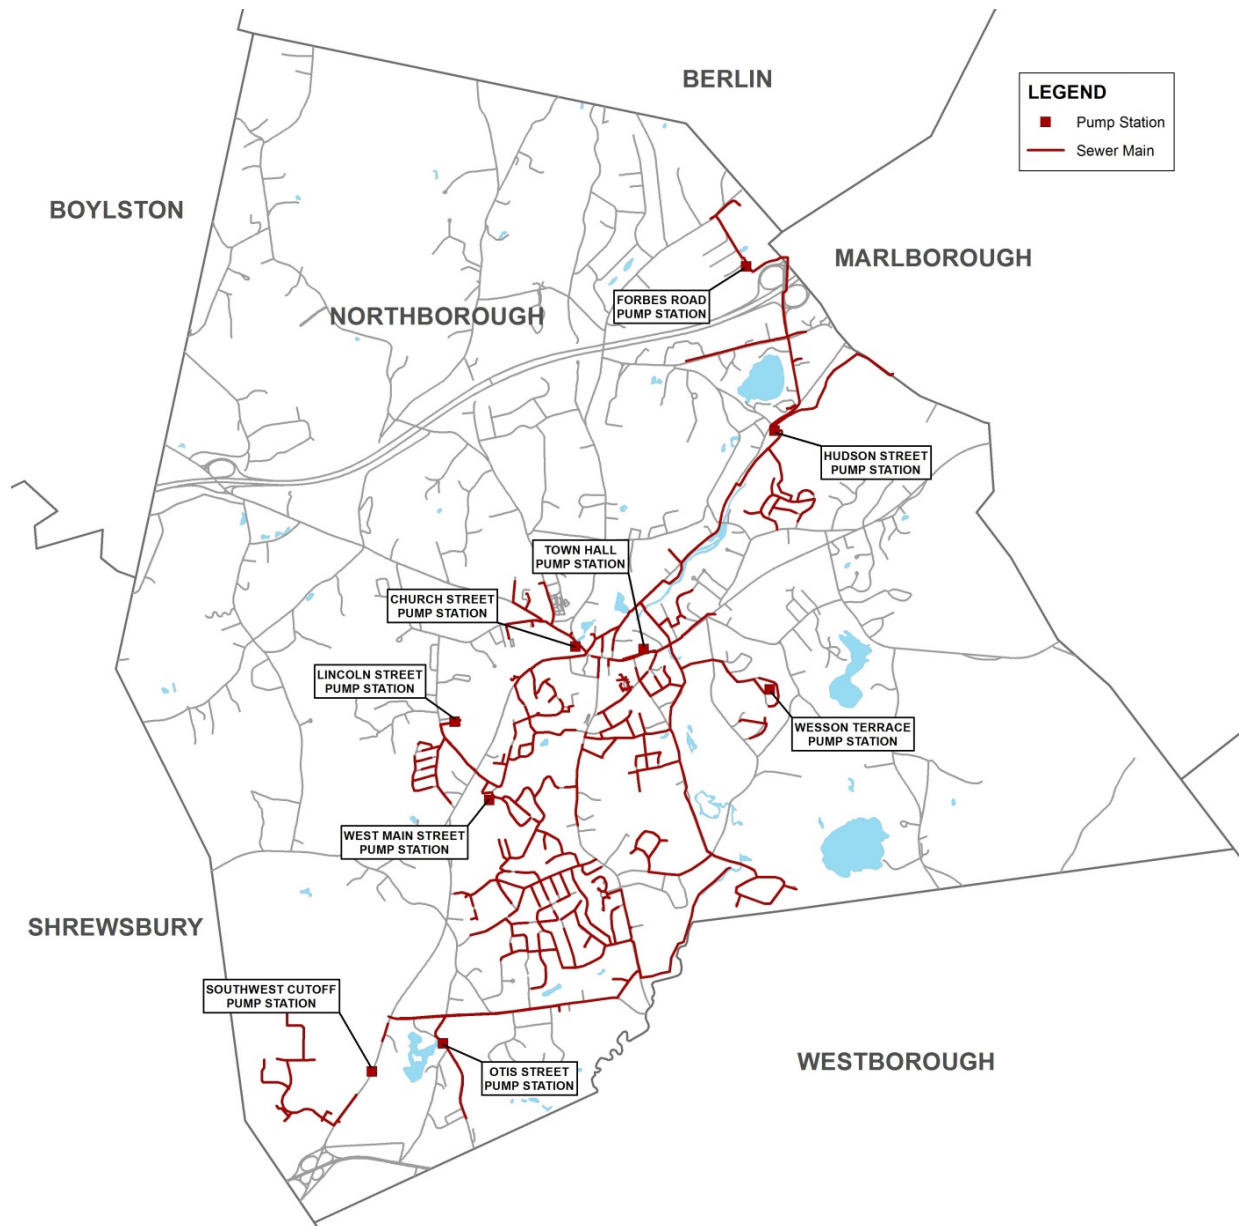 BERLIN
LEGEND
Pump Station
Sewer Main
BOYLSTON
MARLBOROUGH
FORBES ROAD
PUMP STATION
NORTHBOROUGH
HUDSON STREET
PUMP STATION
TOWN HALL
PUMP STATION
CHURCH STREET
PUMP STATION
LINCOLN STREET
PUMP STATION
WESSON TERRACE
PUMP STATION
WEST MAIN STREET
PUMP STATION
SHREWSBURY
SOUTHWEST CUTOFF
PUMP STATION
OTIS STREET
PUMP STATION
WESTBOROUGH